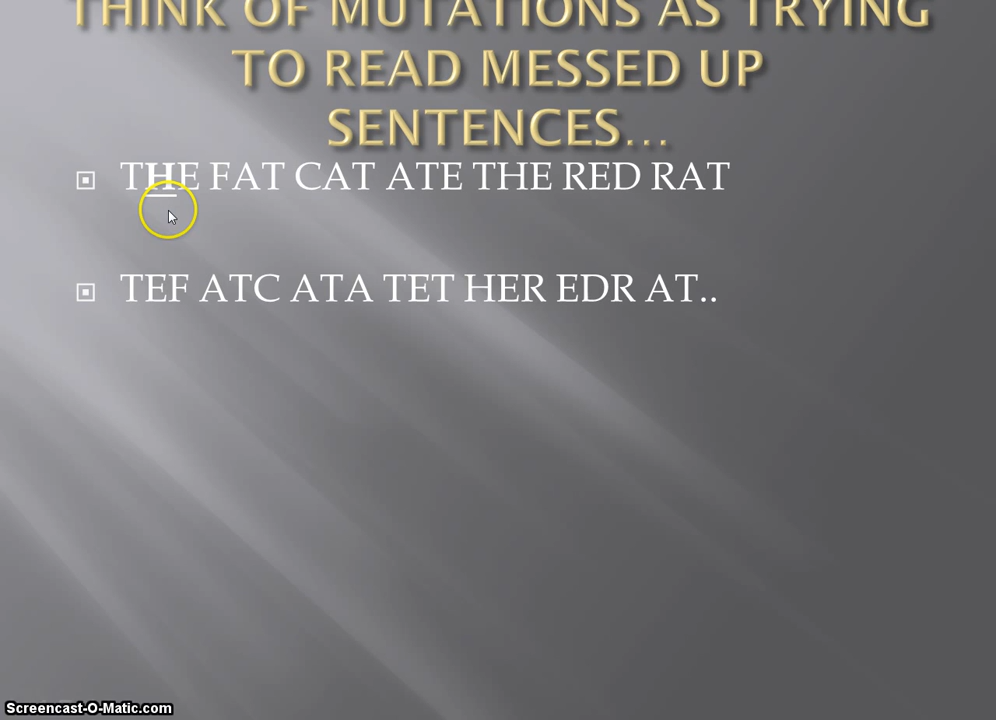 THINK OF MUTATIONS AS TRYING
TO READ MESSED UP
SENTENCES...
THE FAT CAT ATE THE RED RAT
TEF ATC ATA TET HER EDR AT..
Screencast-O-Matic.com